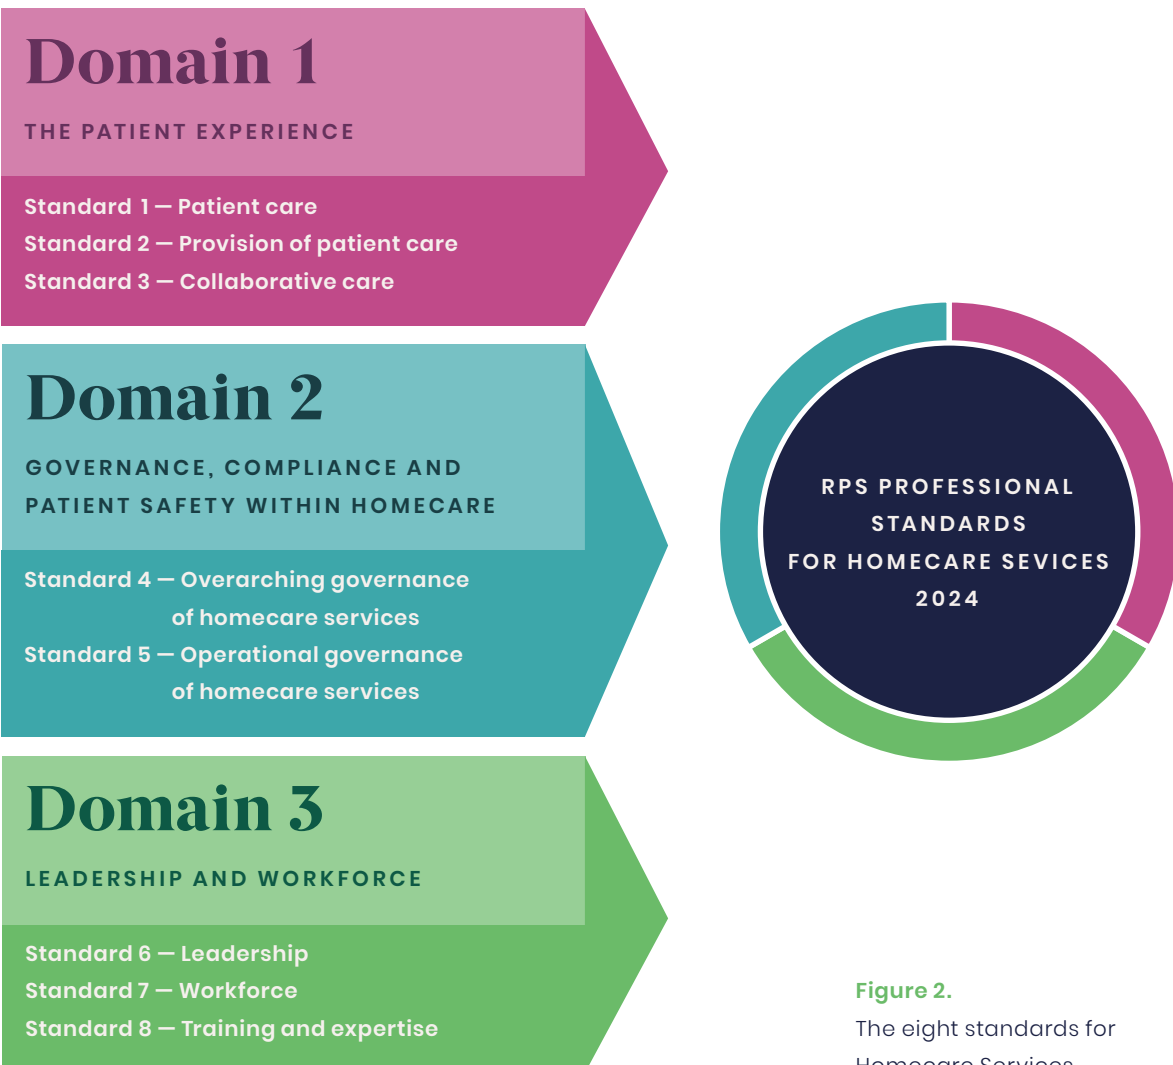 Domain 1
THE PATIENT EXPERIENCE
Standard 1 — Patient care
Standard 2 — Provision of patient care
Standard 3 — Collaborative care
Domain 2
GOVERNANCE, COMPLIANCE AND
PATIENT SAFETY WITHIN HOMECARE
Standard 4 — Overarching governance
of homecare services
Standard 5 — Operational governance
of homecare services
Domain 3
LEADERSHIP AND WORKFORCE
Standard 6 — Leadership
Standard 7 — Workforce
Standard 8 — Training and expertise
RPS PROFESSIONAL
STANDARDS
FOR HOMECARE SEVICES
2024
Figure 2.
The eight standards for
Homecare Services